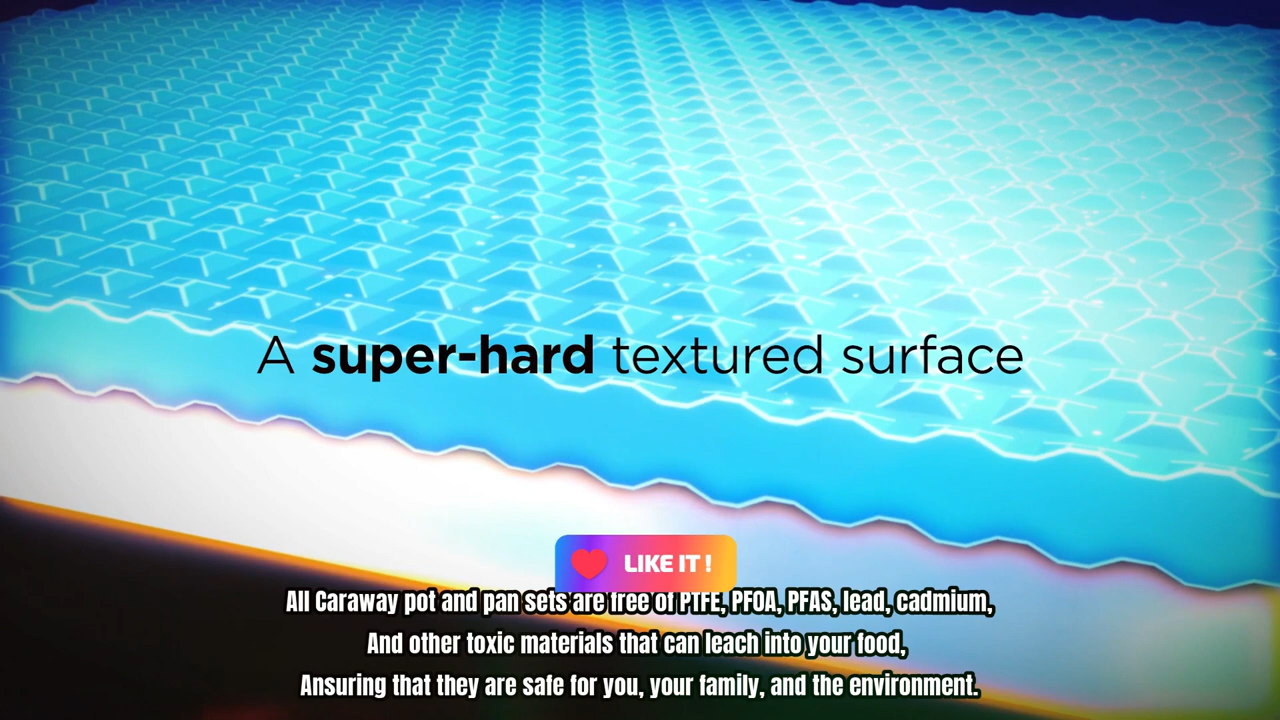 A super-hard textured surface
LIKE IT !
All Caraway pot and pan sets are free of PTFE, PFOA, PFAS, lead, cadmium,
And other toxic materials that can leach into your food,
Ansuring that they are safe for you, your family, and the environment.